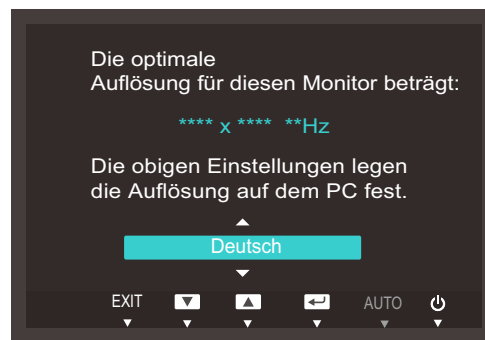 Die optimale
Auflösung für diesen Monitor beträgt:
**** x **** **Hz
Die obigen Einstellungen legen
die Auflösung auf dem PC fest.
Deutsch
EXIT AUTO